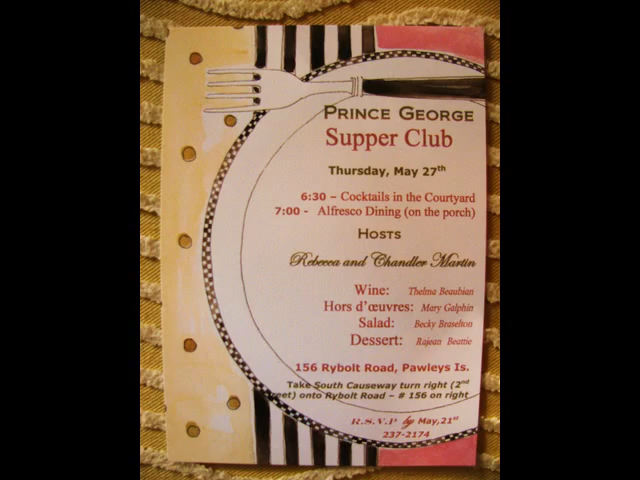 PRINCE GEORGE
Supper Club
Thursday, May 27th
6:30 – Cocktails in the Courtyard
7:00 - Alfresco Dining (on the porch)
HOSTS
Rebecca and Chandler Martin
Wine: Thelma Beaubian
Hors d'œuvres: Mary Galphin
Salad: Becky Braselton
Dessert: Rajean Beattie
156 Rybolt Road, Pawleys Is.
Take South Causeway turn right (2nd
reet) onto Rybolt Road – # 156 on right
R.S.V.P by May,21st
237-2174